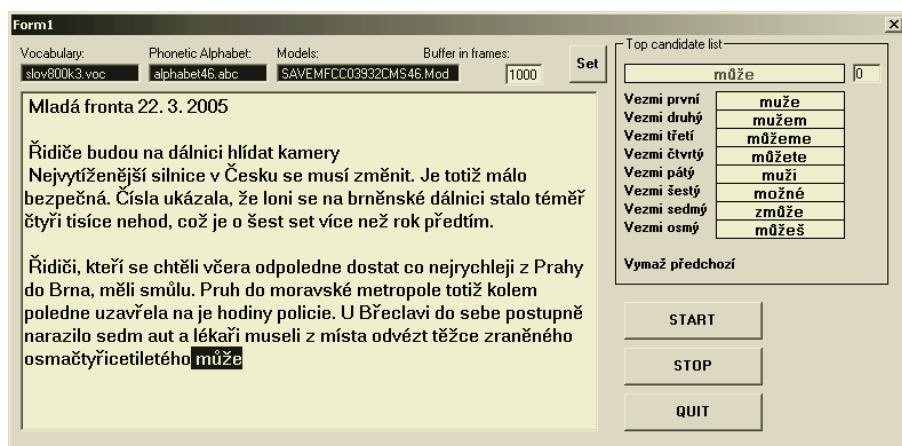 Form1
Vocabulary: Phonetic Alphabet: Models: Buffer in frames:
slov800k3.voc alphabet46.abc SAVEMFCC03932CMS46.Mod 1000 Set
Mladá fronta 22. 3. 2005
Řidiče budou na dálnici hlídat kamery
Nejvytíženější silnice v Česku se musí změnit. Je totiž málo
bezpečná. Čísla ukázala, že loni se na brněnské dálnici stalo téměř
čtyři tisíce nehod, což je o šest set více než rok předtím.
Řidiči, kteří se chtěli včera odpoledne dostat co nejrychleji z Prahy
do Brna, měli smůlu. Pruh do moravské metropole totiž kolem
poledne uzavřela na je hodiny policie. U Břeclavi do sebe postupně
narazilo sedm aut a lékaři museli z místa odvézt těžce zraněného
osmačtyřicetiletého může
Top candidate list
může 0
Vezmi první muže
Vezmi druhý mužem
Vezmi třetí můžeme
Vezmi čtvrtý můžete
Vezmi pátý muži
Vezmi šestý možné
Vezmi sedmý zmůže
Vezmi osmý můžeš
Vymaž předchozí
START
STOP
QUIT